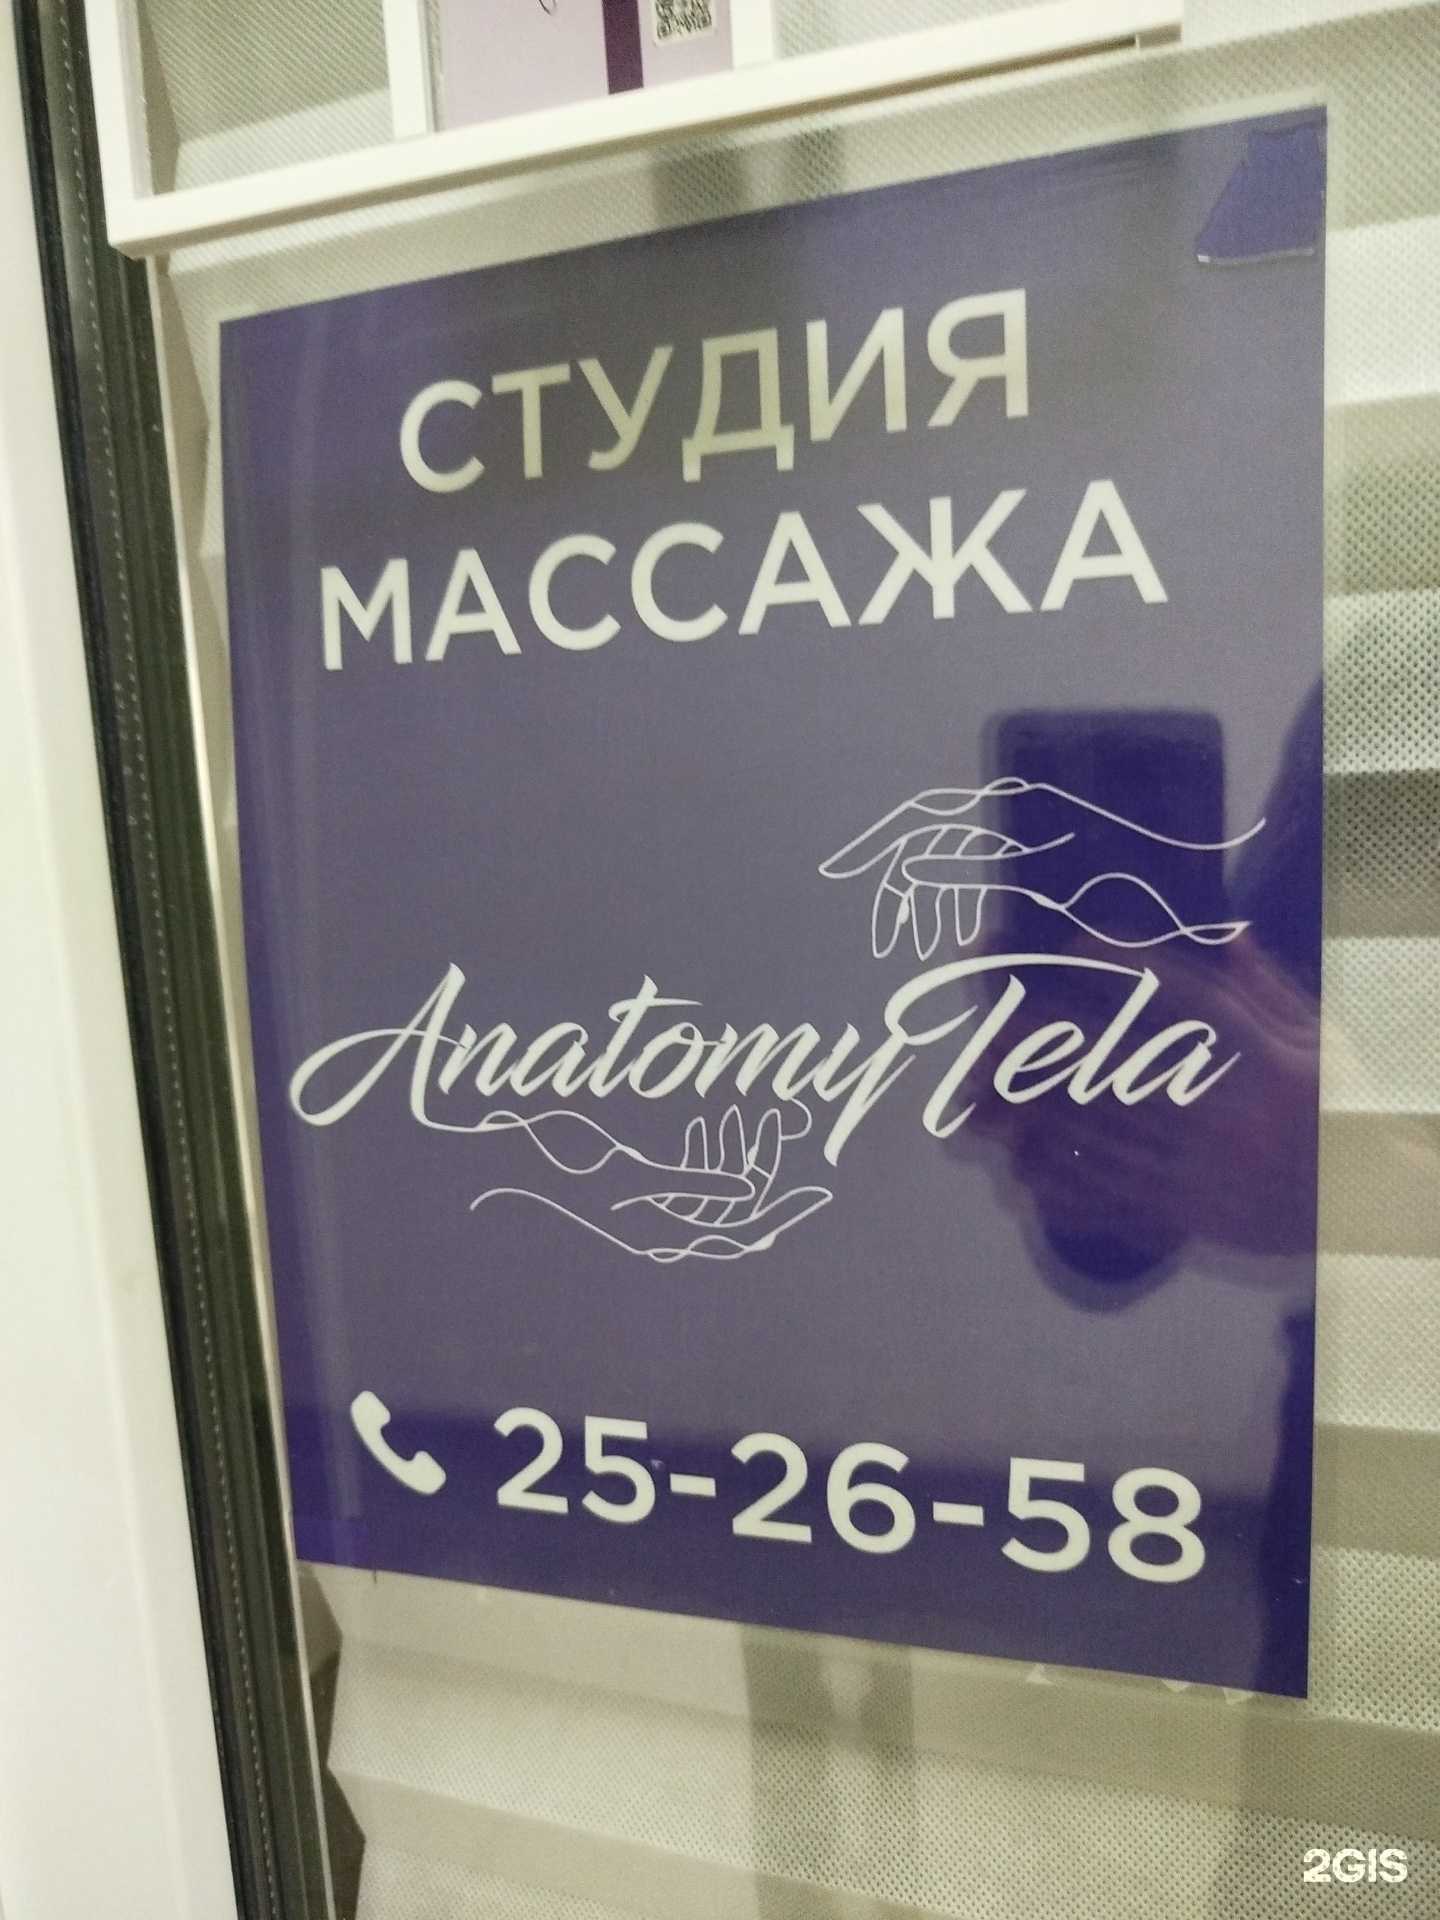 СТУДИЯ
МАССАЖА
AnatomyTela
25-26-58
2GIS